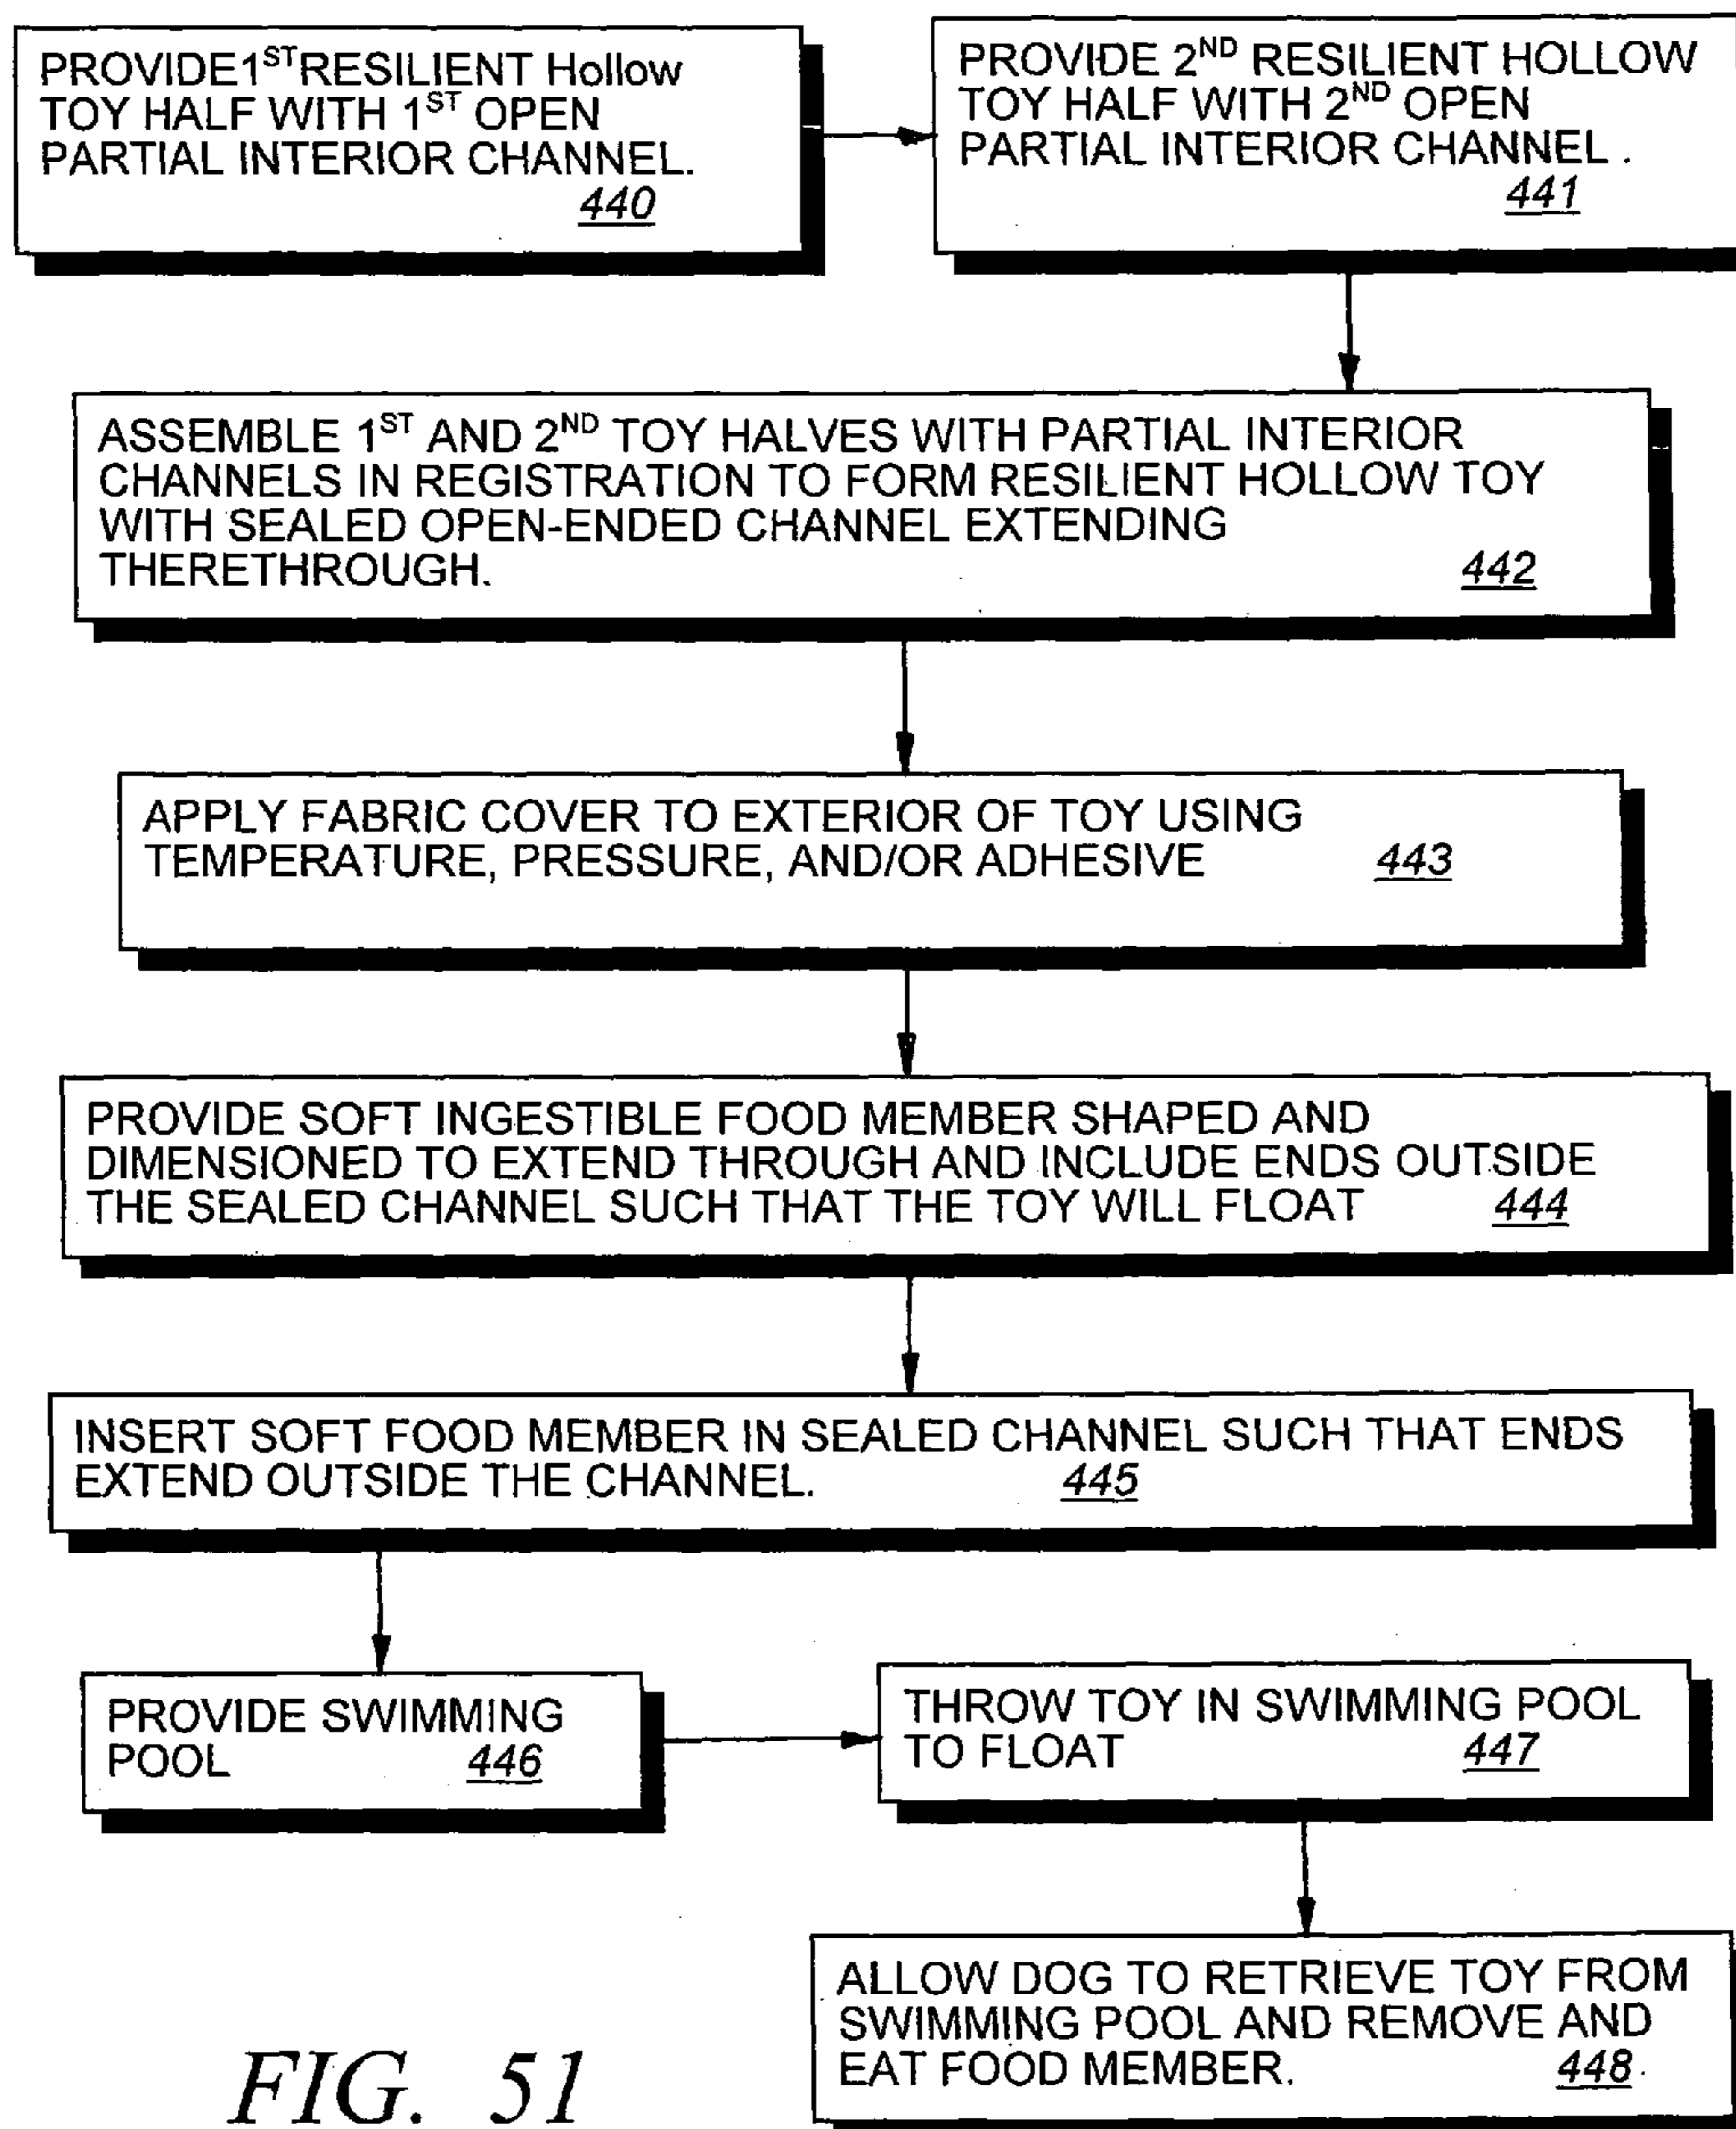 PROVIDE 1ST RESILIENT Hollow
TOY HALF WITH 1ST OPEN
PARTIAL INTERIOR CHANNEL.
440
PROVIDE 2ND RESILIENT HOLLOW
TOY HALF WITH 2ND OPEN
PARTIAL INTERIOR CHANNEL .
441
ASSEMBLE 1ST AND 2ND TOY HALVES WITH PARTIAL INTERIOR
CHANNELS IN REGISTRATION TO FORM RESILIENT HOLLOW TOY
WITH SEALED OPEN-ENDED CHANNEL EXTENDING
THERETHROUGH. 442
APPLY FABRIC COVER TO EXTERIOR OF TOY USING
TEMPERATURE, PRESSURE, AND/OR ADHESIVE 443
PROVIDE SOFT INGESTIBLE FOOD MEMBER SHAPED AND
DIMENSIONED TO EXTEND THROUGH AND INCLUDE ENDS OUTSIDE
THE SEALED CHANNEL SUCH THAT THE TOY WILL FLOAT 444
INSERT SOFT FOOD MEMBER IN SEALED CHANNEL SUCH THAT ENDS
EXTEND OUTSIDE THE CHANNEL. 445
PROVIDE SWIMMING
POOL 446
THROW TOY IN SWIMMING POOL
TO FLOAT 447
ALLOW DOG TO RETRIEVE TOY FROM
SWIMMING POOL AND REMOVE AND
EAT FOOD MEMBER. 448
FIG. 51